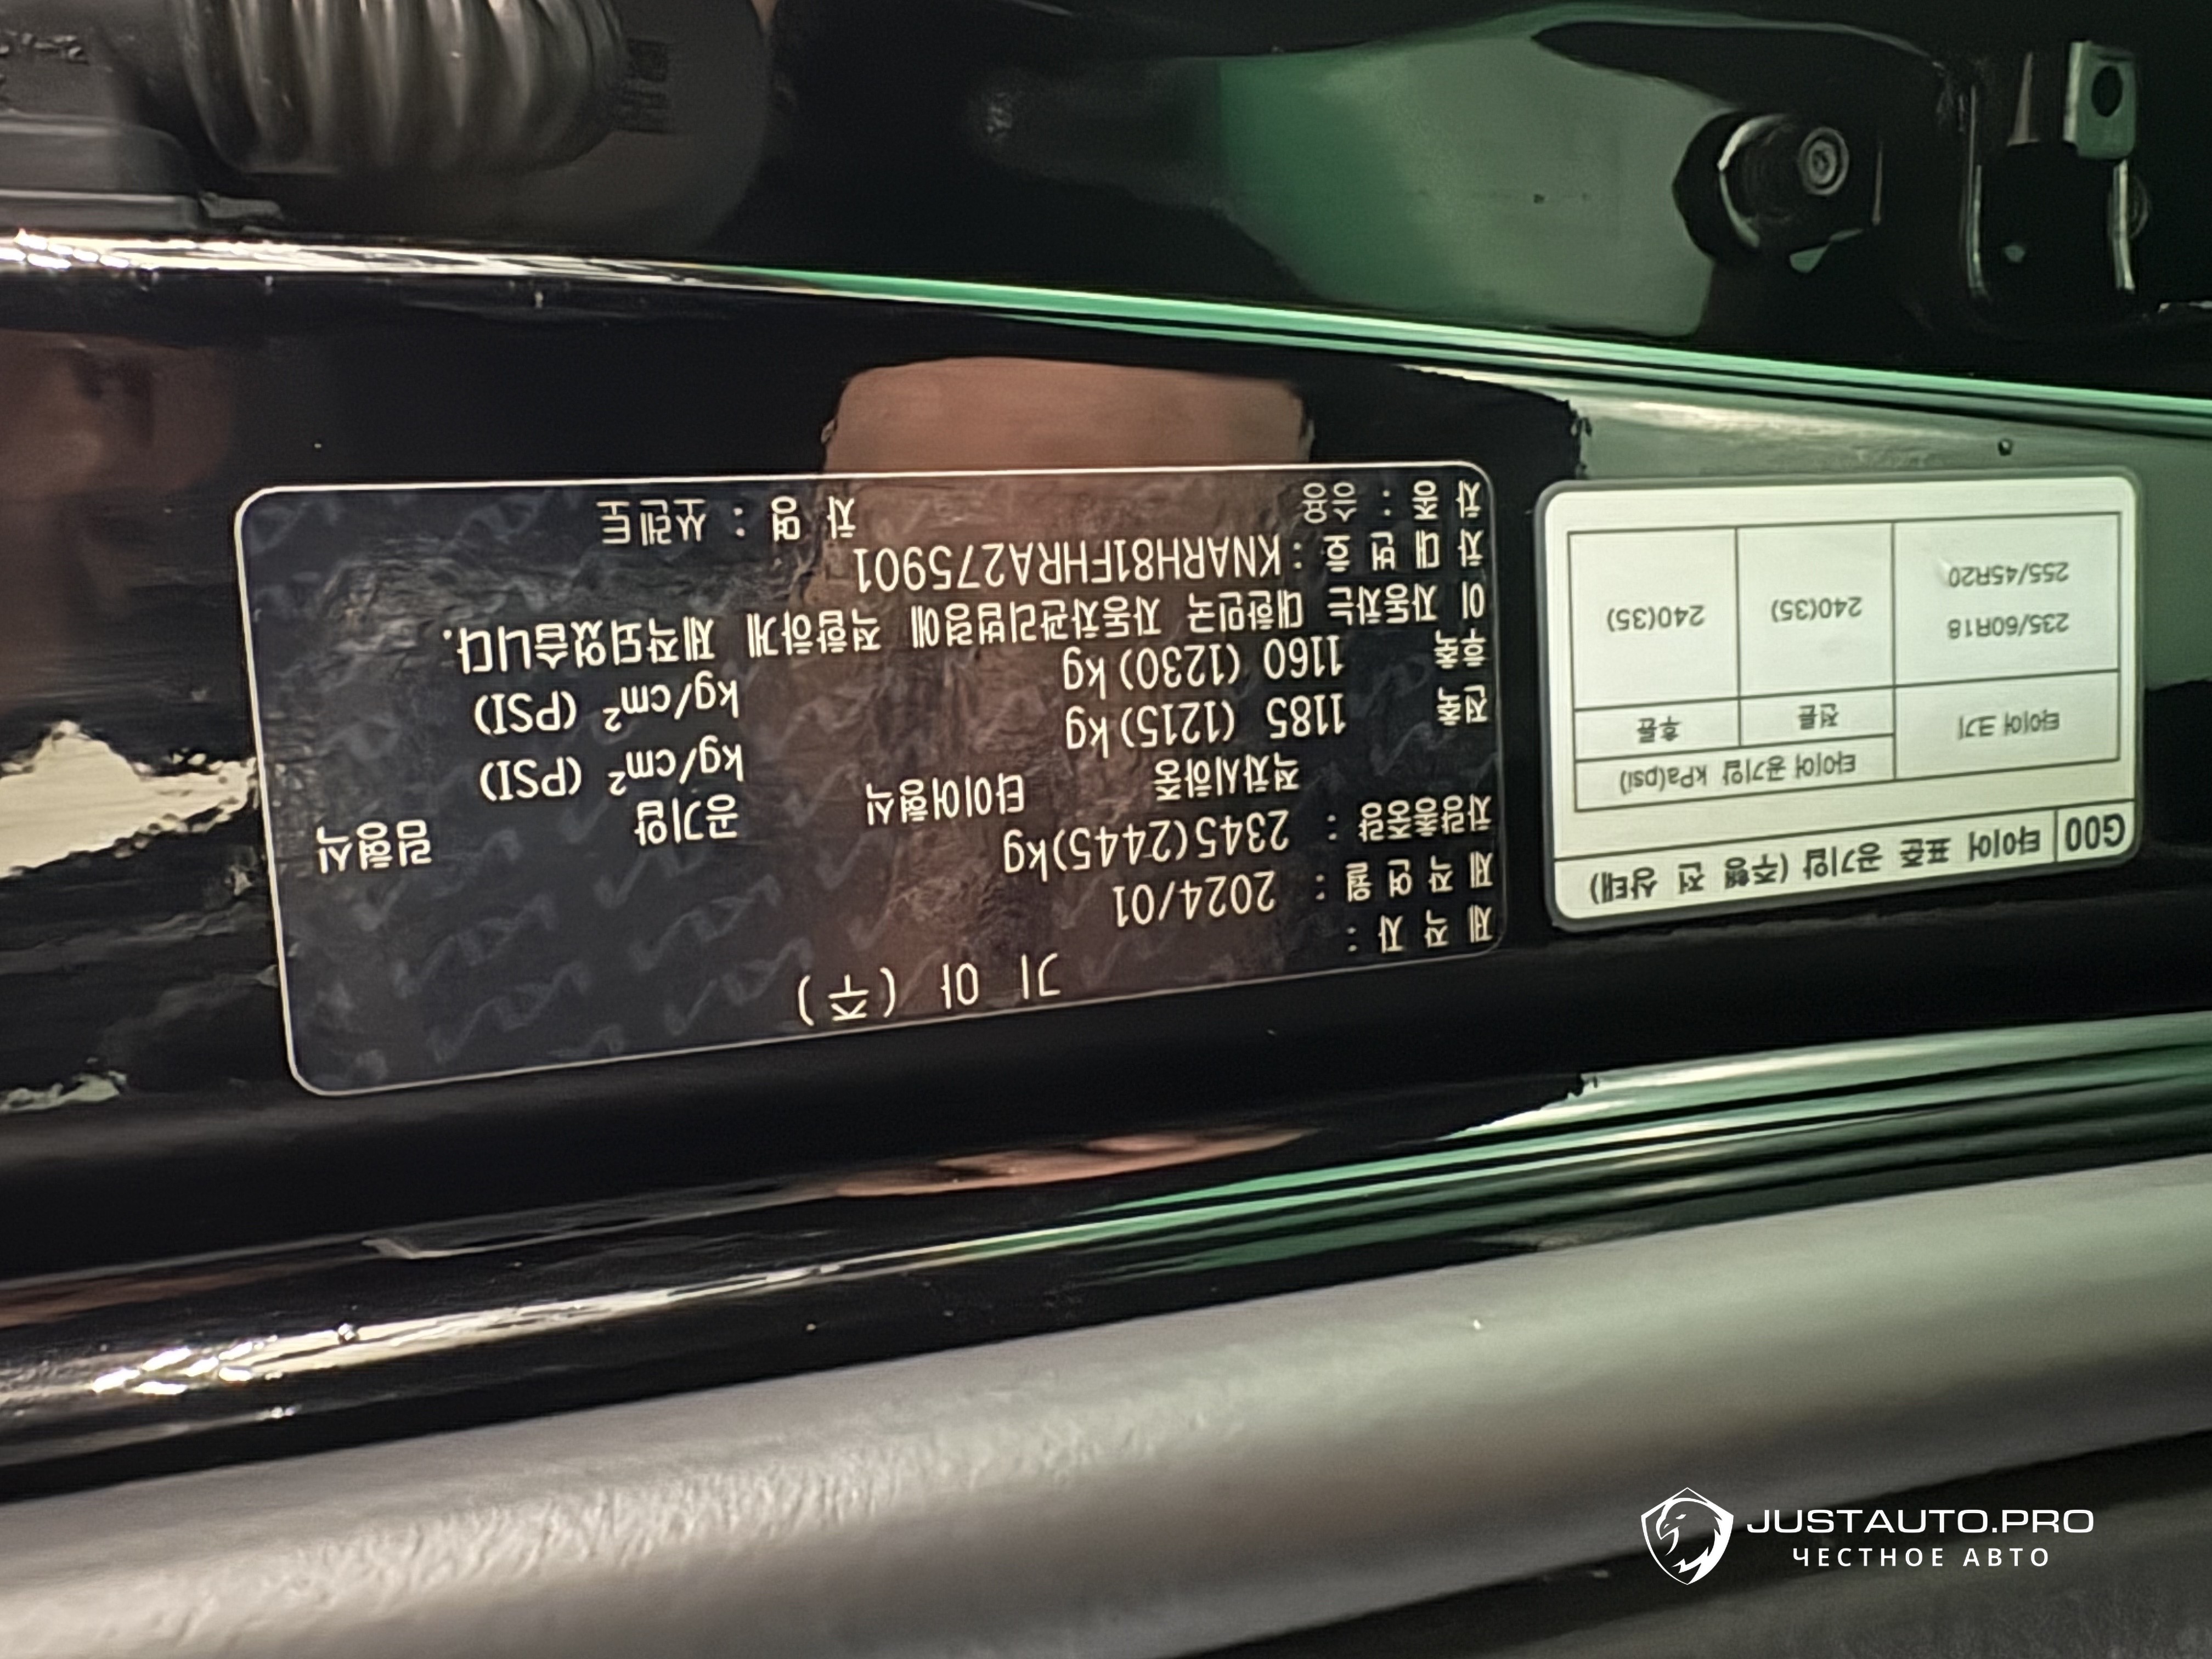 제 작 자 : 기 아 (주)
제 작 연 월 : 2024/01
차량총중량 : 2345(2445)kg
적차시하중 타이어형식 공기압 림형식
전축 1185 (1215) kg kg/cm² (PSI)
후축 1160 (1230) kg kg/cm² (PSI)
이 자동차는 대한민국 자동차관리법령에 적합하게 제작되었습니다.
차 대 번 호 : KNARH81FHRA275901
차 종 : 승용 차 명 : 쏘렌토
G00 타이어 표준 공기압 (주행 전 상태)
타이어 크기 타이어 공기압 kPa(psi)
전륜 후륜
235/60R18
255/45R20
240(35) 240(35)
JUSTAUTO.PRO
ЧЕСТНОЕ АВТО